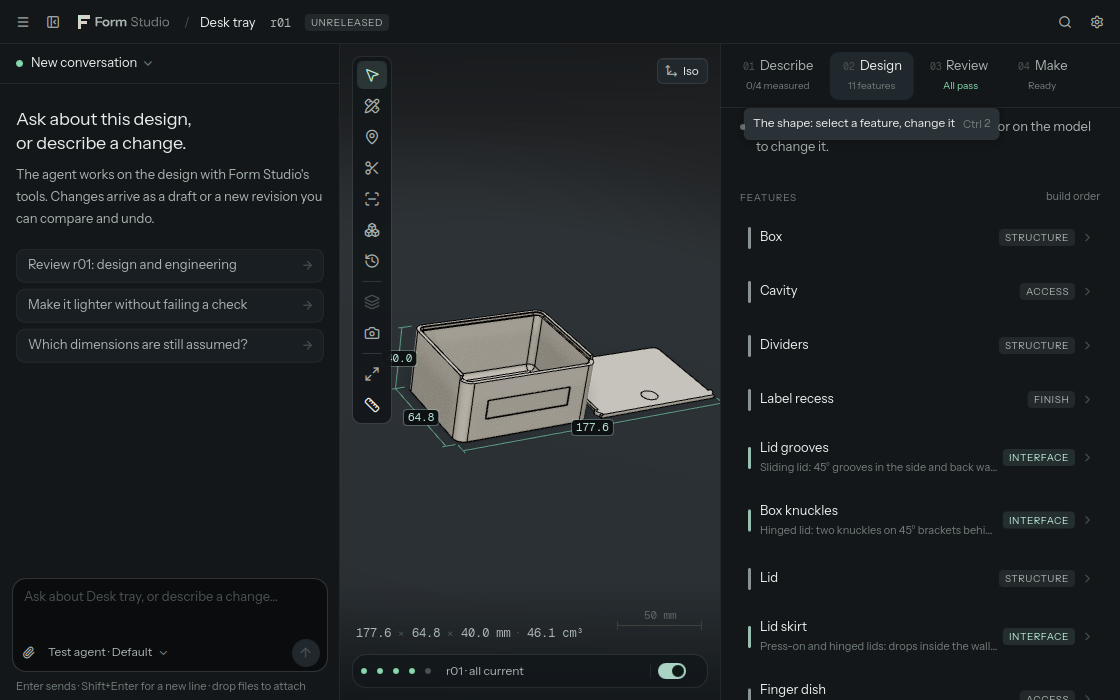 Form Studio / Desk tray r01 UNRELEASED
New conversation
Ask about this design,
or describe a change.
The agent works on the design with Form Studio's
tools. Changes arrive as a draft or a new revision you
can compare and undo.
Review r01: design and engineering
Make it lighter without failing a check
Which dimensions are still assumed?
Ask about Desk tray, or describe a change...
Test agent · Default
Enter sends · Shift+Enter for a new line · drop files to attach
Iso
64.8
177.6
50 mm
177.6 × 64.8 × 40.0 mm · 46.1 cm³
r01 · all current
01 Describe
0/4 measured
02 Design
11 features
03 Review
All pass
04 Make
Ready
The shape: select a feature, change it Ctrl 2
or on the model
to change it.
FEATURES
build order
Box
STRUCTURE
Cavity
ACCESS
Dividers
STRUCTURE
Label recess
FINISH
Lid grooves
Sliding lid: 45° grooves in the side and back wa...
INTERFACE
Box knuckles
Hinged lid: two knuckles on 45° brackets behi...
INTERFACE
Lid
STRUCTURE
Lid skirt
Press-on and hinged lids: drops inside the wall...
INTERFACE
Finger dish
ACCESS